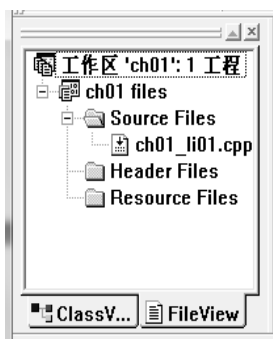 工作区 'ch01': 1 工程
ch01 files
Source Files
ch01_li01.cpp
Header Files
Resource Files
ClassV... FileView